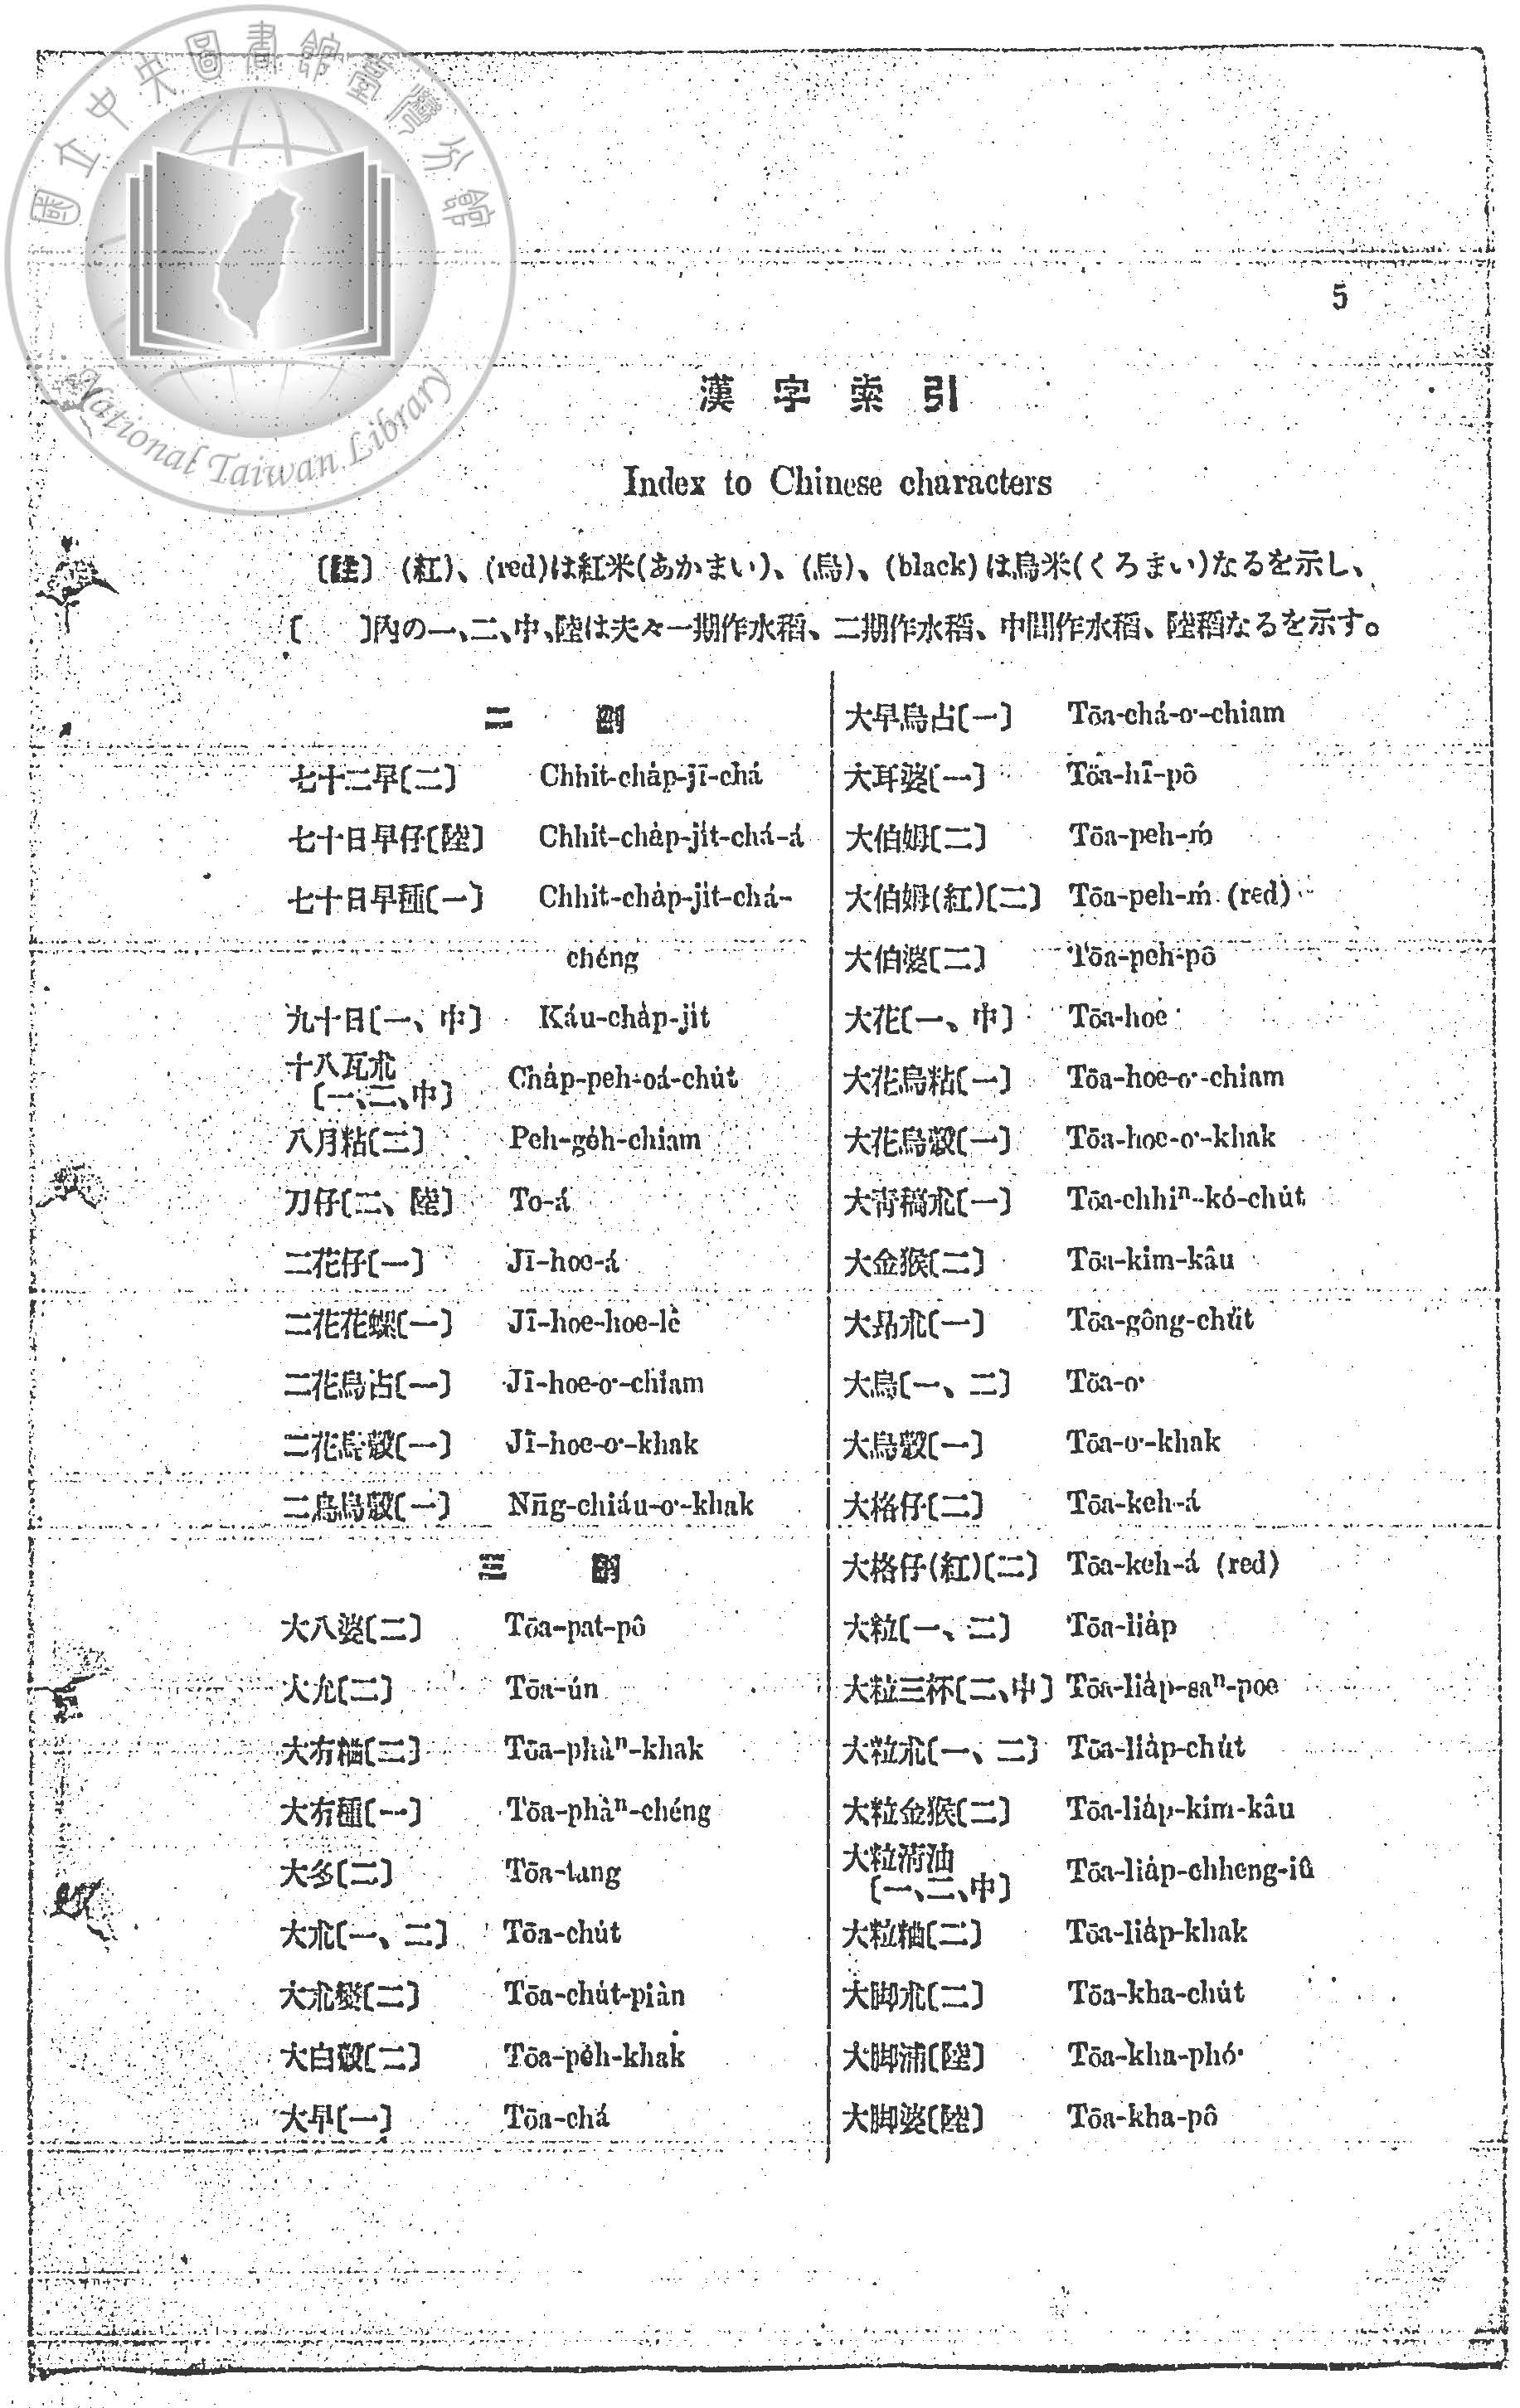 國立中央圖書館臺灣分館
National Taiwan Library
5
漢字索引
Index to Chinese characters
〔註〕 (紅)、(red)は紅米(あかまい)、(烏)、(black)は烏米(くろまい)なるを示し、
〔 〕內の一、二、中、陸は夫々一期作水稻、二期作水稻、中間作水稻、陸稻なるを示す。
二 劃
七十二早〔二〕 Chhit-cha̍p-jī-chá
七十日早仔〔陸〕 Chhit-cha̍p-ji̍t-chá-á
七十日早種〔一〕 Chhit-cha̍p-ji̍t-chá-
chéng
九十日〔一、中〕 Káu-cha̍p-ji̍t
十八瓦朮
〔一、二、中〕 Cha̍p-peh-oá-chu̍t
八月粘〔二〕 Peh-ge̍h-chiam
刀仔〔二、陸〕 To-á
二花仔〔一〕 Jī-hoe-á
二花花螺〔一〕 Jī-hoe-hoe-lê
二花烏占〔一〕 Jī-hoe-o͘-chiam
二花烏殼〔一〕 Jī-hoe-o͘-khak
二鳥烏殼〔一〕 Nn̄g-chiáu-o͘-khak
三 劃
大八婆〔二〕 Tōa-pat-pô
大允〔二〕 Tōa-ún
大冇粬〔二〕 Tōa-phàⁿ-khak
大冇種〔一〕 Tōa-phàⁿ-chéng
大冬〔二〕 Tōa-tang
大朮〔一、二〕 Tōa-chu̍t
大朮變〔二〕 Tōa-chu̍t-piàn
大白殼〔二〕 Tōa-pe̍h-khak
大早〔一〕 Tōa-chá
大早烏占〔一〕 Tōa-chá-o͘-chiam
大耳婆〔一〕 Tōa-hī-pô
大伯姆〔二〕 Tōa-peh-ḿ
大伯姆(紅)〔二〕 Tōa-peh-ḿ (red)
大伯婆〔二〕 Tōa-peh-pô
大花〔一、中〕 Tōa-hoe
大花烏粘〔一〕 Tōa-hoe-o͘-chiam
大花烏殼〔一〕 Tōa-hoe-o͘-khak
大靑稿朮〔一〕 Tōa-chhiⁿ-kó-chu̍t
大金猴〔二〕 Tōa-kim-kâu
大昻朮〔一〕 Tōa-gông-chu̍t
大烏〔一、二〕 Tōa-o͘
大烏殼〔一〕 Tōa-o͘-khak
大格仔〔二〕 Tōa-keh-á
大格仔(紅)〔二〕 Tōa-keh-á (red)
大粒〔一、二〕 Tōa-lia̍p
大粒三杯〔二、中〕 Tōa-lia̍p-saⁿ-poe
大粒朮〔一、二〕 Tōa-lia̍p-chu̍t
大粒金猴〔二〕 Tōa-lia̍p-kim-kâu
大粒淸油
〔一、二、中〕 Tōa-lia̍p-chheng-iû
大粒粬〔二〕 Tōa-lia̍p-khak
大脚朮〔二〕 Tōa-kha-chu̍t
大脚浦〔陸〕 Tōa-kha-phó͘
大脚婆〔陸〕 Tōa-kha-pô